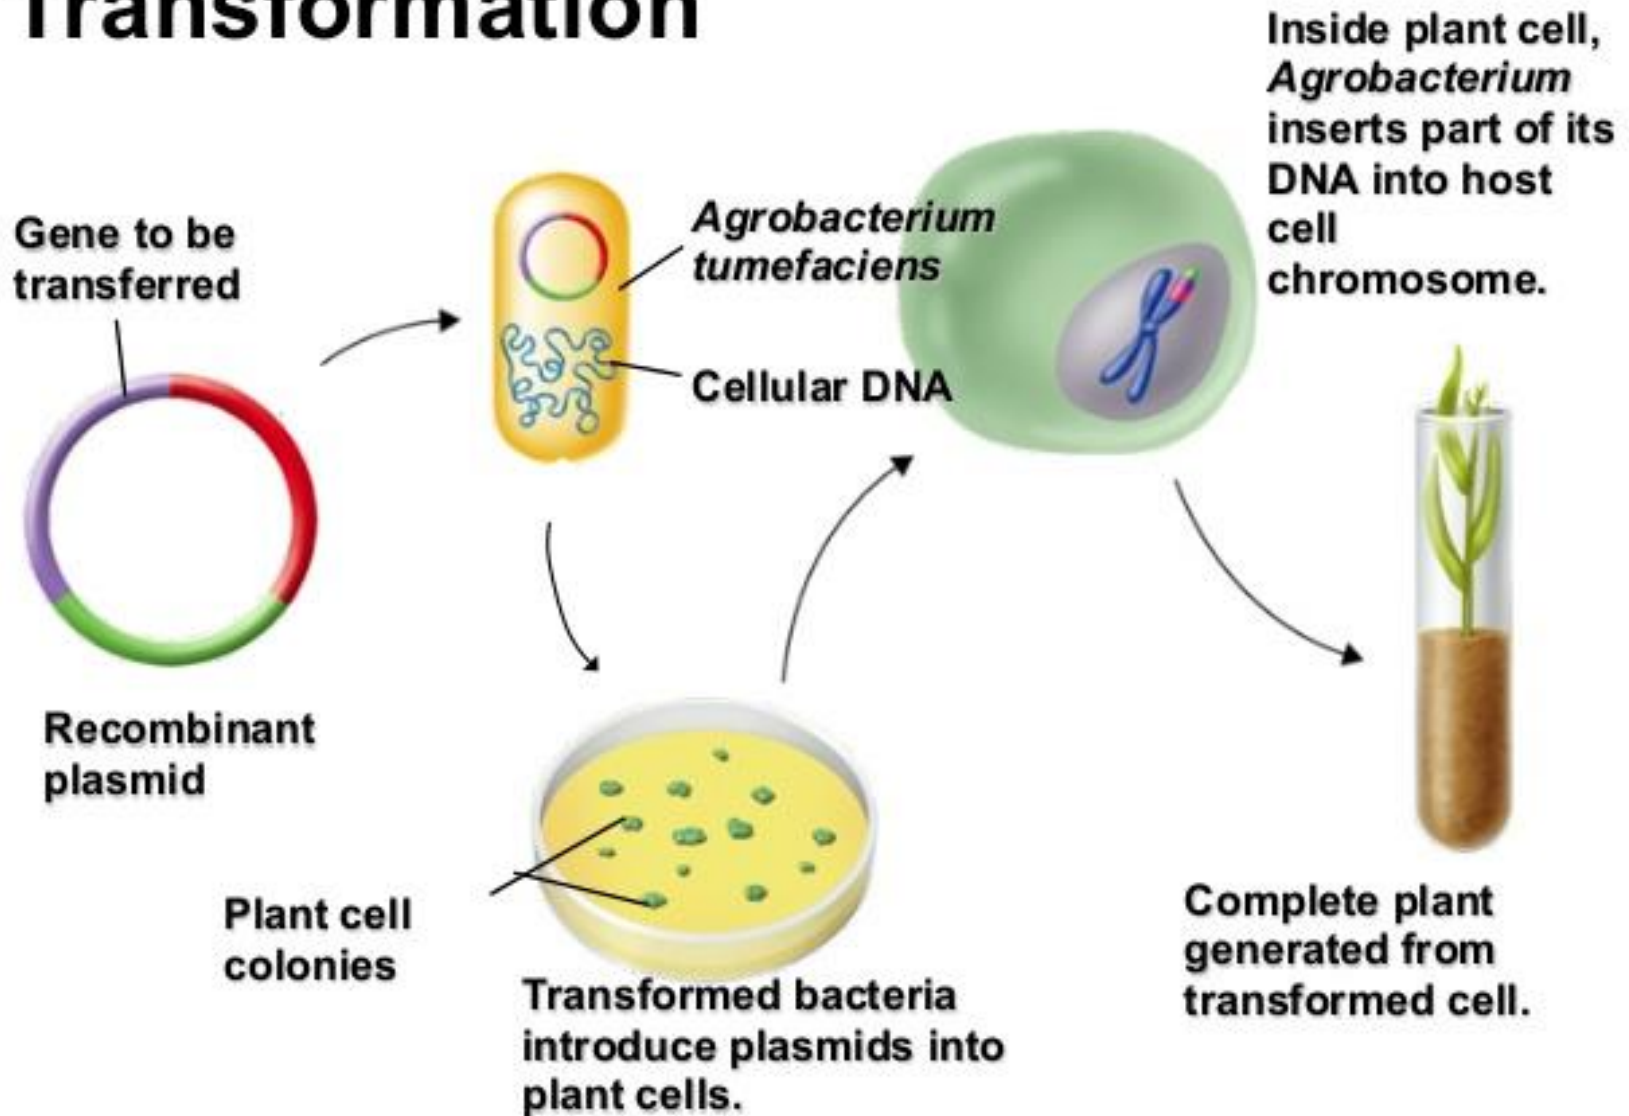 Transformation
Gene to be
transferred
Agrobacterium
tumefaciens
Cellular DNA
Inside plant cell,
Agrobacterium
inserts part of its
DNA into host
cell
chromosome.
Recombinant
plasmid
Plant cell
colonies
Transformed bacteria
introduce plasmids into
plant cells.
Complete plant
generated from
transformed cell.